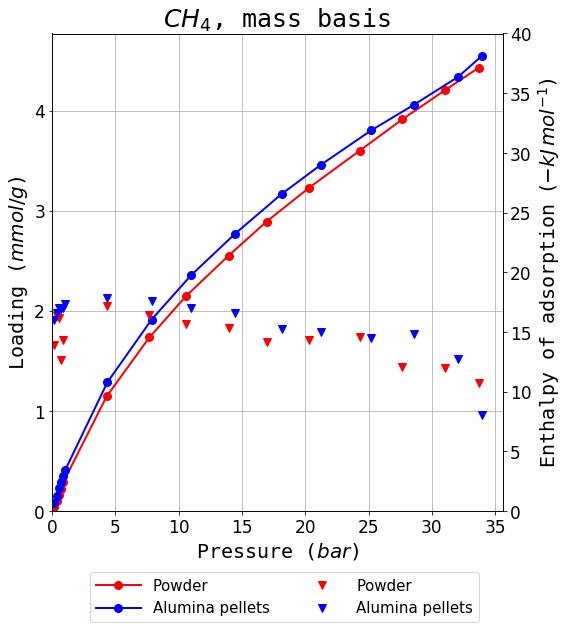 CH₄, mass basis
Loading (mmol/g)
Enthalpy of adsorption (−kJ mol⁻¹)
0
1
2
3
4
0
5
10
15
20
25
30
35
40
0 5 10 15 20 25 30 35
Pressure (bar)
Powder Powder
Alumina pellets Alumina pellets